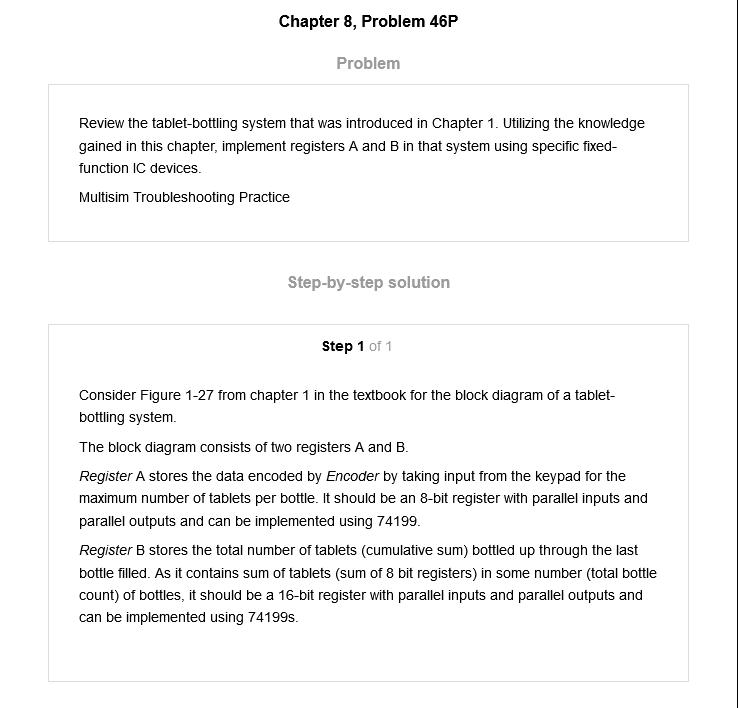 Chapter 8, Problem 46P
Problem
Review the tablet-bottling system that was introduced in Chapter 1. Utilizing the knowledge
gained in this chapter, implement registers A and B in that system using specific fixed-
function IC devices.
Multisim Troubleshooting Practice
Step-by-step solution
Step 1 of 1
Consider Figure 1-27 from chapter 1 in the textbook for the block diagram of a tablet-
bottling system.
The block diagram consists of two registers A and B.
Register A stores the data encoded by Encoder by taking input from the keypad for the
maximum number of tablets per bottle. It should be an 8-bit register with parallel inputs and
parallel outputs and can be implemented using 74199.
Register B stores the total number of tablets (cumulative sum) bottled up through the last
bottle filled. As it contains sum of tablets (sum of 8 bit registers) in some number (total bottle
count) of bottles, it should be a 16-bit register with parallel inputs and parallel outputs and
can be implemented using 74199s.